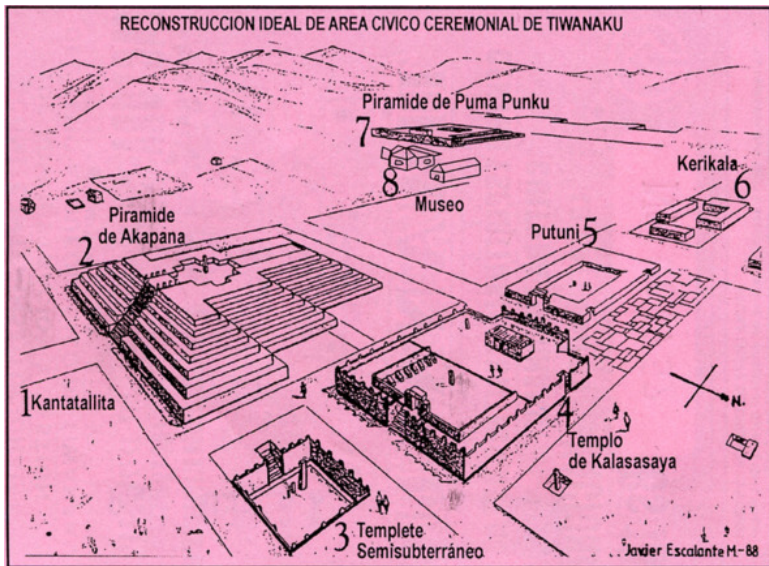 RECONSTRUCCION IDEAL DE AREA CIVICO CEREMONIAL DE TIWANAKU
Piramide de Puma Punku
7
8
Museo
Kerikala
6
Piramide
de Akapana
2
Putuni
5
1
Kantatallita
N.
4
Templo
de Kalasasaya
3
Templete
Semisubterráneo
Javier Escalante M.-88